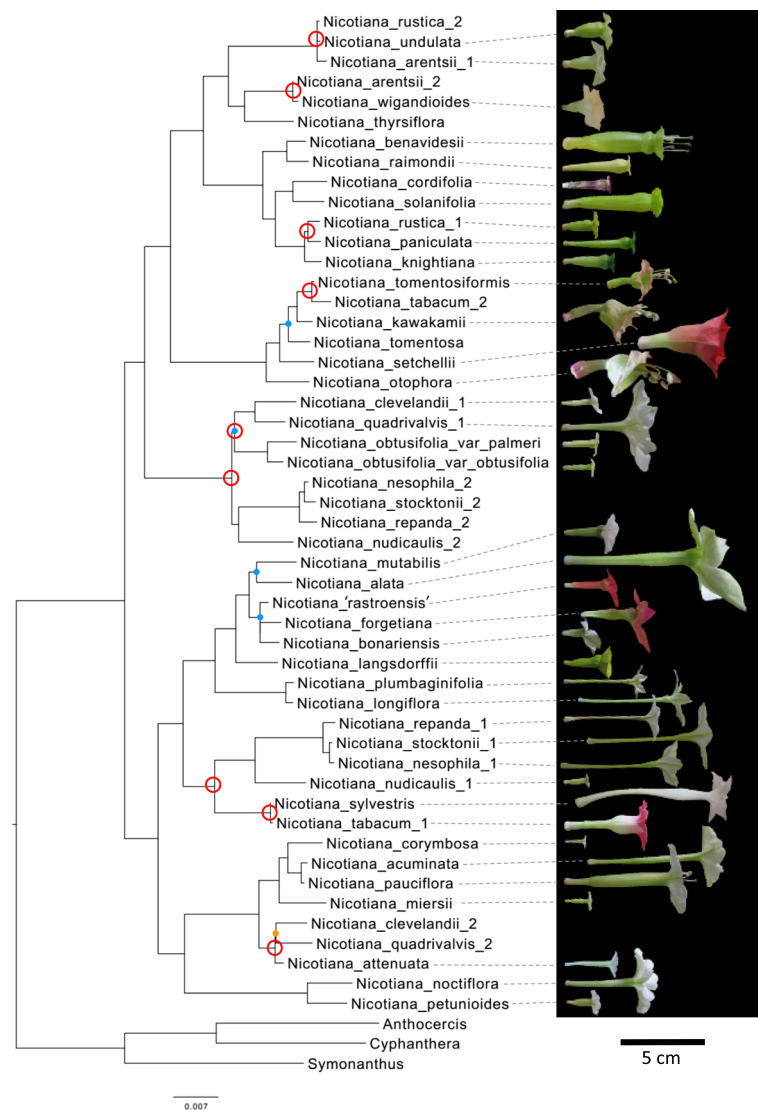 Nicotiana_rustica_2
Nicotiana_undulata
Nicotiana_arentsii_1
Nicotiana_arentsii_2
Nicotiana_wigandioides
Nicotiana_thyrsiflora
Nicotiana_benavidesii
Nicotiana_raimondii
Nicotiana_cordifolia
Nicotiana_solanifolia
Nicotiana_rustica_1
Nicotiana_paniculata
Nicotiana_knightiana
Nicotiana_tomentosiformis
Nicotiana_tabacum_2
Nicotiana_kawakamii
Nicotiana_tomentosa
Nicotiana_setchellii
Nicotiana_otophora
Nicotiana_clevelandii_1
Nicotiana_quadrivalvis_1
Nicotiana_obtusifolia_var_palmeri
Nicotiana_obtusifolia_var_obtusifolia
Nicotiana_nesophila_2
Nicotiana_stocktonii_2
Nicotiana_repanda_2
Nicotiana_nudicaulis_2
Nicotiana_mutabilis
Nicotiana_alata
Nicotiana_‘rastroensis’
Nicotiana_forgetiana
Nicotiana_bonariensis
Nicotiana_langsdorffii
Nicotiana_plumbaginifolia
Nicotiana_longiflora
Nicotiana_repanda_1
Nicotiana_stocktonii_1
Nicotiana_nesophila_1
Nicotiana_nudicaulis_1
Nicotiana_sylvestris
Nicotiana_tabacum_1
Nicotiana_corymbosa
Nicotiana_acuminata
Nicotiana_pauciflora
Nicotiana_miersii
Nicotiana_clevelandii_2
Nicotiana_quadrivalvis_2
Nicotiana_attenuata
Nicotiana_noctiflora
Nicotiana_petunioides
Anthocercis
Cyphanthera
Symonanthus
5 cm
0.007